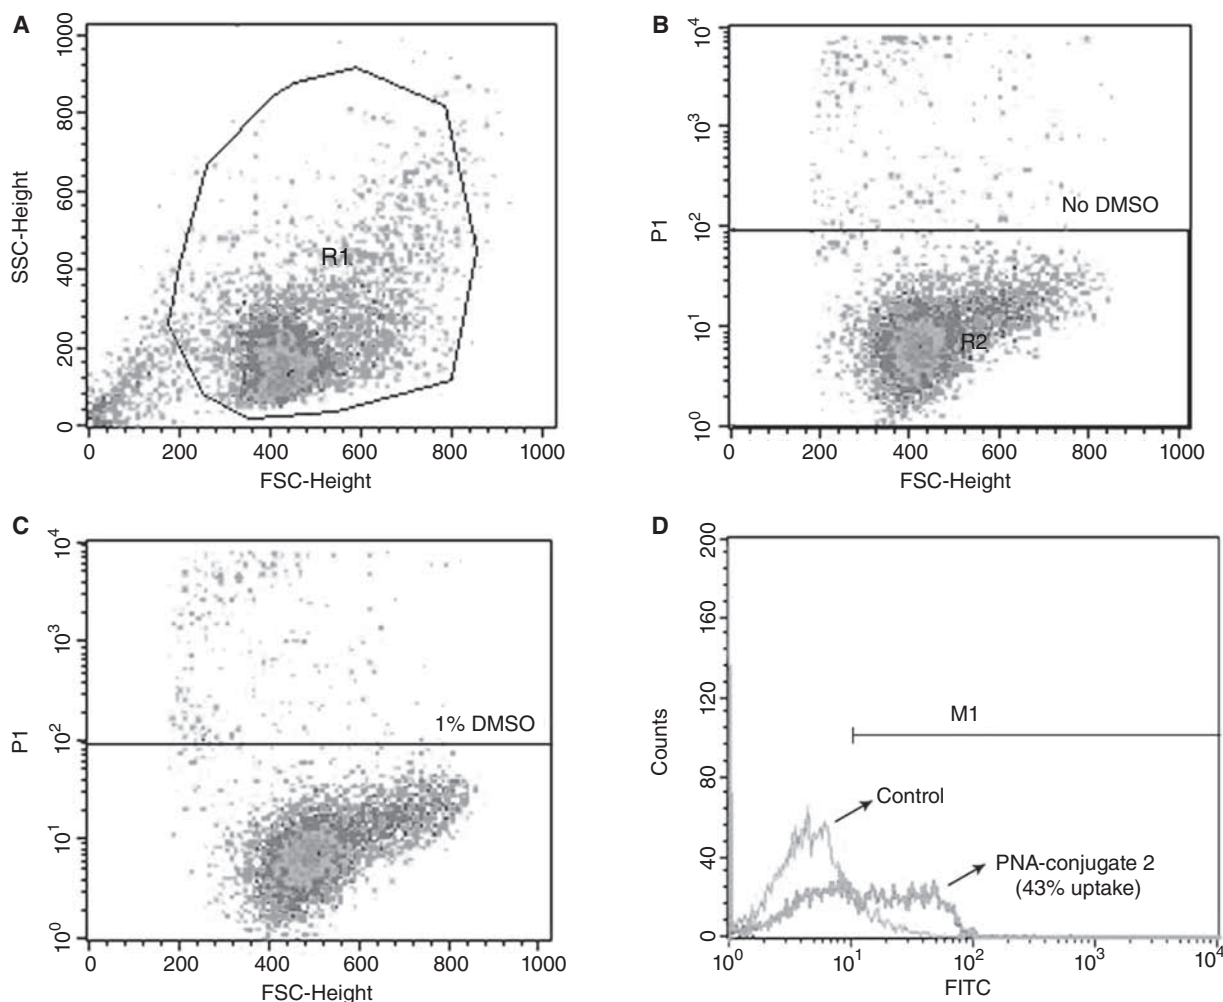 A
SSC-Height
1000
800
600
400
200
0
R1
0 200 400 600 800 1000
FSC-Height
B
P1
10^4
10^3
10^2
10^1
10^0
No DMSO
R2
0 200 400 600 800 1000
FSC-Height
C
P1
10^4
10^3
10^2
10^1
10^0
1% DMSO
0 200 400 600 800 1000
FSC-Height
D
Counts
200
160
120
80
40
0
M1
Control
PNA-conjugate 2
(43% uptake)
10^0 10^1 10^2 10^3 10^4
FITC